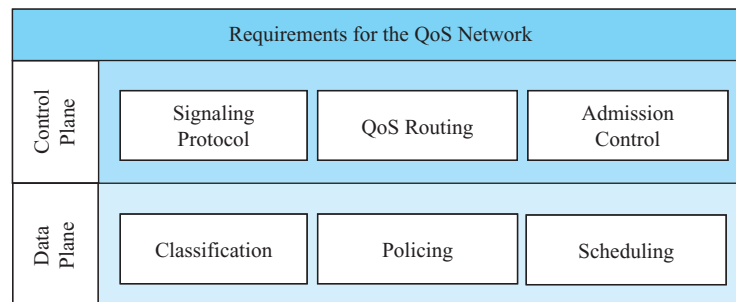 Requirements for the QoS Network
Control
Plane
Signaling
Protocol
QoS Routing
Admission
Control
Data
Plane
Classification
Policing
Scheduling